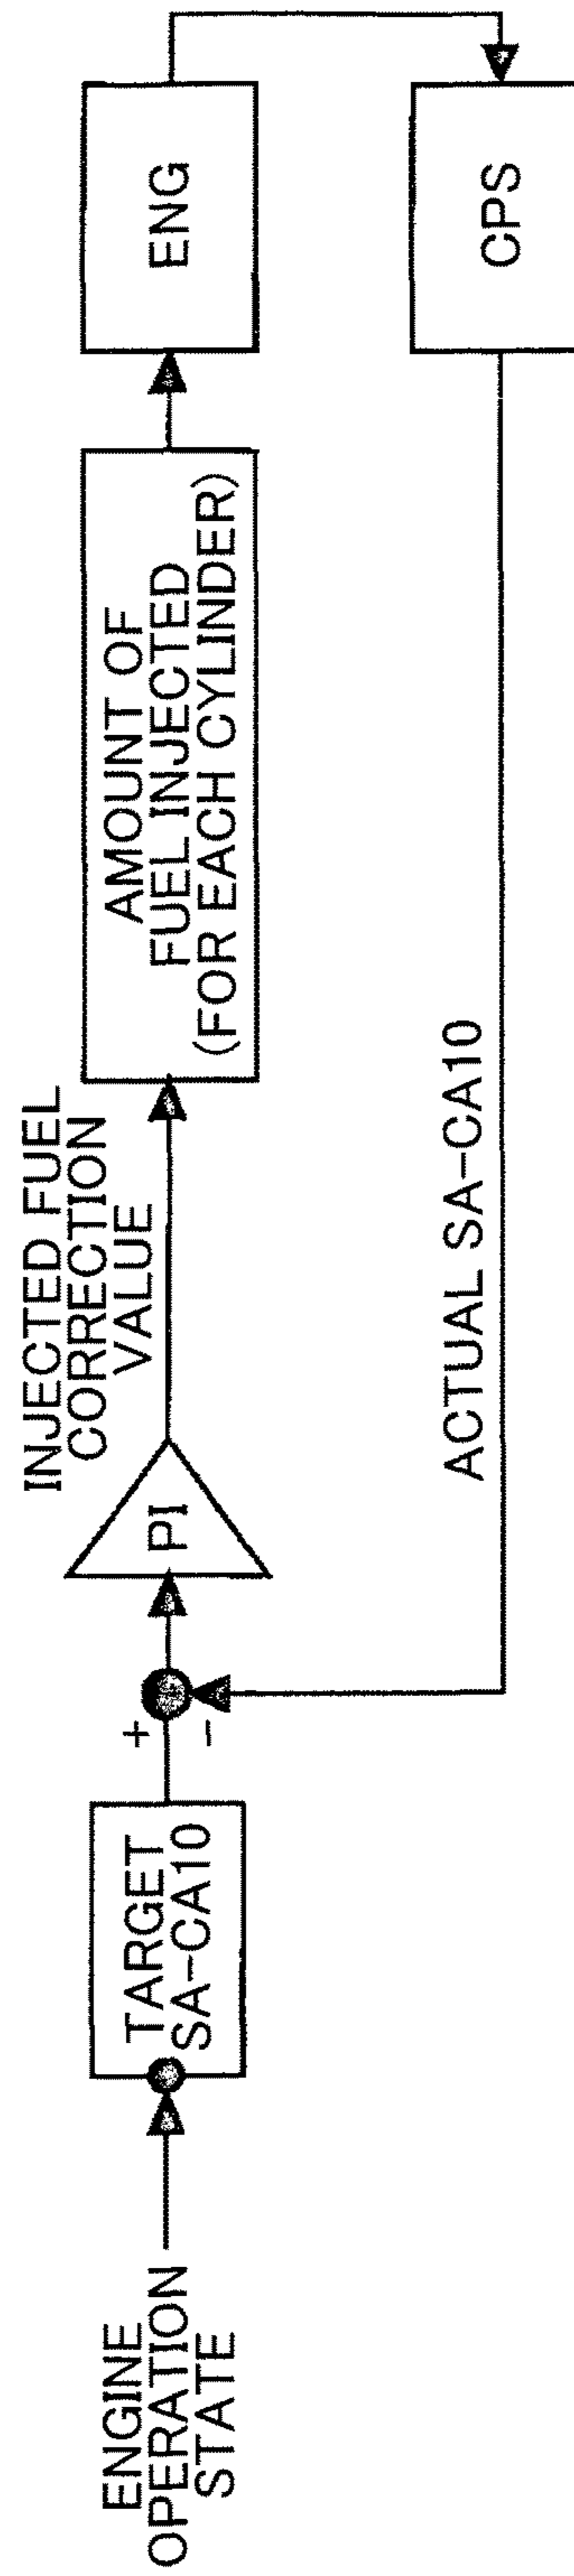 ENGINE
OPERATION
STATE
TARGET
SA-CA10
+
-
PI
INJECTED FUEL
CORRECTION
VALUE
AMOUNT OF
FUEL INJECTED
(FOR EACH CYLINDER)
ENG
CPS
ACTUAL SA-CA10